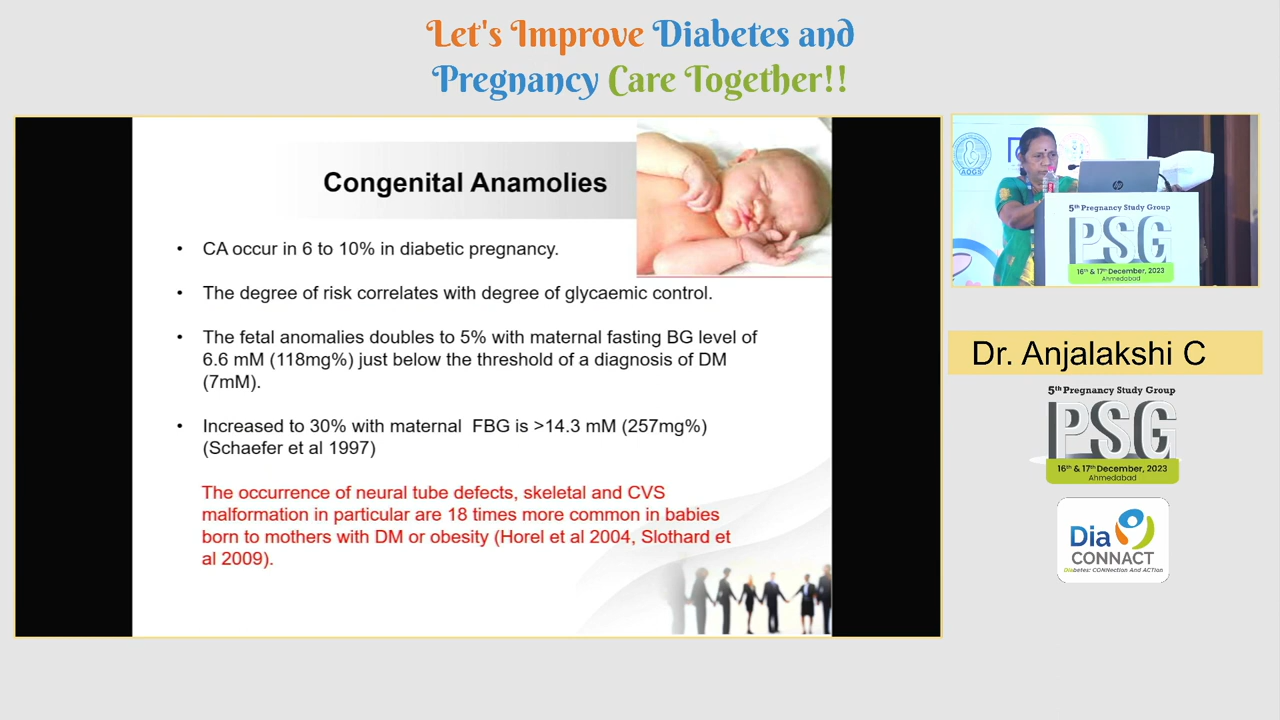 Let's Improve Diabetes and
Pregnancy Care Together!!
Congenital Anamolies
• CA occur in 6 to 10% in diabetic pregnancy.
• The degree of risk correlates with degree of glycaemic control.
• The fetal anomalies doubles to 5% with maternal fasting BG level of
6.6 mM (118mg%) just below the threshold of a diagnosis of DM
(7mM).
• Increased to 30% with maternal FBG is >14.3 mM (257mg%)
(Schaefer et al 1997)
The occurrence of neural tube defects, skeletal and CVS
malformation in particular are 18 times more common in babies
born to mothers with DM or obesity (Horel et al 2004, Slothard et
al 2009).
AOGS
hp
5th Pregnancy Study Group
PSG
16th & 17th December, 2023
Ahmedabad
Dr. Anjalakshi C
5th Pregnancy Study Group
PSG
16th & 17th December, 2023
Ahmedabad
Dia
CONNACT
Diabetes: CONNection And ACTion